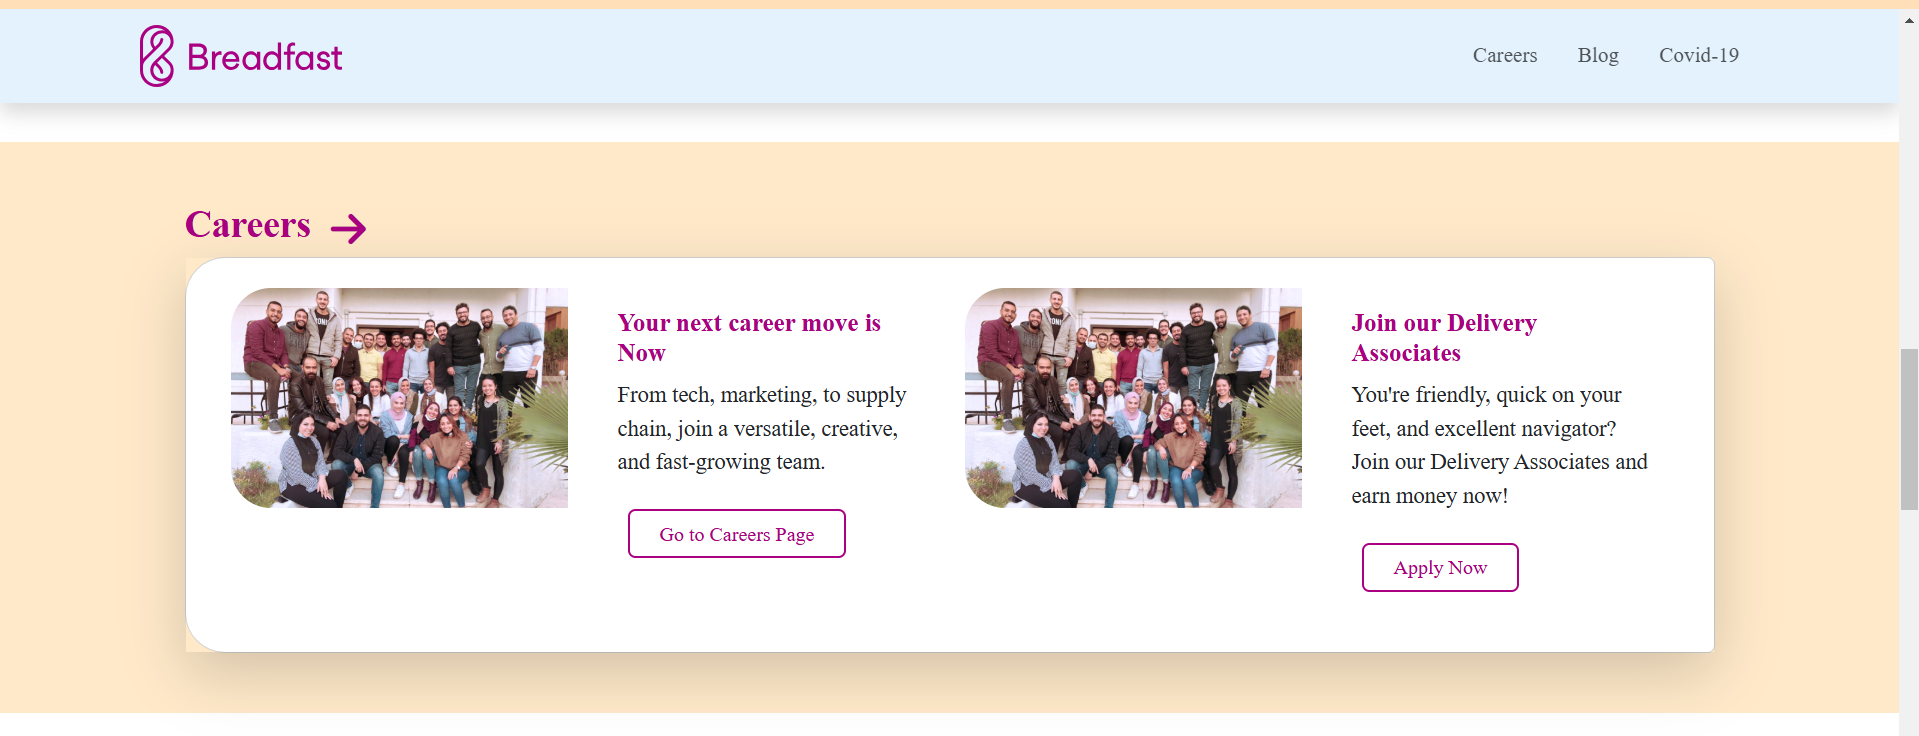 Breadfast
Careers Blog Covid-19
Careers
Your next career move is
Now
From tech, marketing, to supply
chain, join a versatile, creative,
and fast-growing team.
Go to Careers Page
Join our Delivery
Associates
You're friendly, quick on your
feet, and excellent navigator?
Join our Delivery Associates and
earn money now!
Apply Now